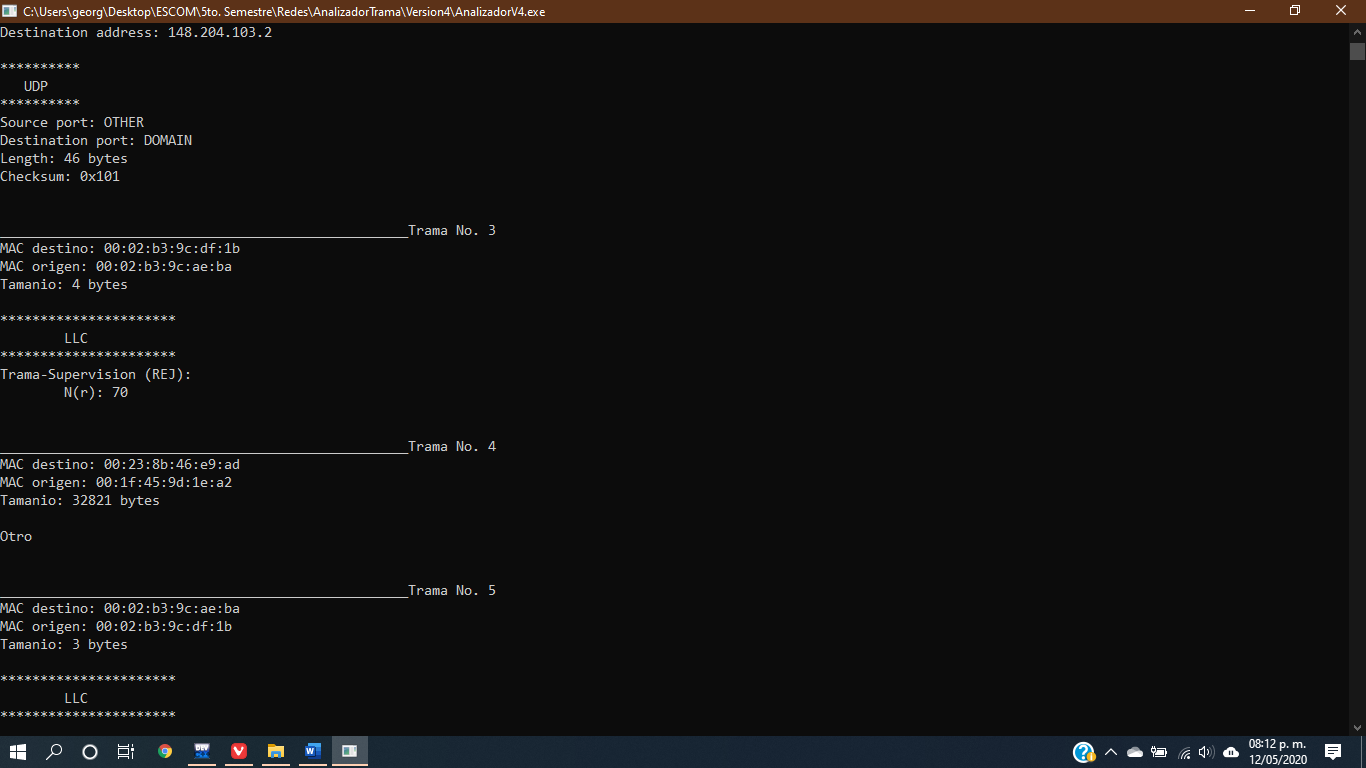 C:\Users\georg\Desktop\ESCOM\5to. Semestre\Redes\AnalizadorTrama\Version4\AnalizadorV4.exe
Destination address: 148.204.103.2
**********
UDP
**********
Source port: OTHER
Destination port: DOMAIN
Length: 46 bytes
Checksum: 0x101
___________________________________________________Trama No. 3
MAC destino: 00:02:b3:9c:df:1b
MAC origen: 00:02:b3:9c:ae:ba
Tamanio: 4 bytes
**********************
LLC
**********************
Trama-Supervision (REJ):
N(r): 70
___________________________________________________Trama No. 4
MAC destino: 00:23:8b:46:e9:ad
MAC origen: 00:1f:45:9d:1e:a2
Tamanio: 32821 bytes
Otro
___________________________________________________Trama No. 5
MAC destino: 00:02:b3:9c:ae:ba
MAC origen: 00:02:b3:9c:df:1b
Tamanio: 3 bytes
**********************
LLC
**********************
DEV
W
08:12 p. m.
12/05/2020